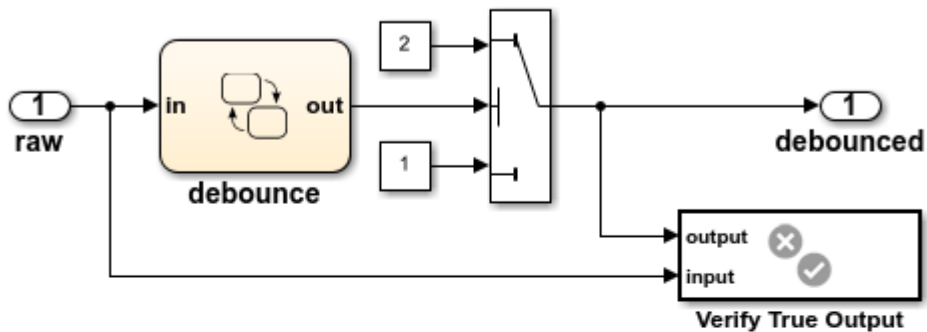 2
1
in
out
raw
1
debounce
1
debounced
output
input
Verify True Output